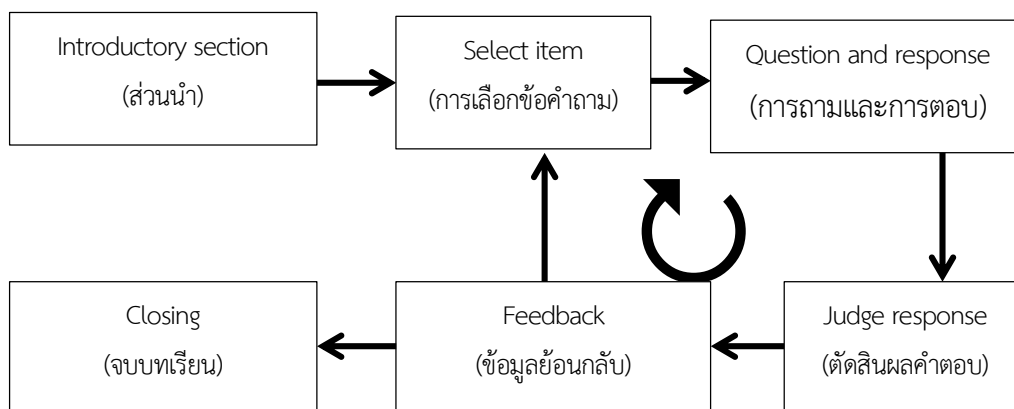 Introductory section
(ส่วนนำ)
Select item
(การเลือกข้อคำถาม)
Question and response
(การถามและการตอบ)
Judge response
(ตัดสินผลคำตอบ)
Feedback
(ข้อมูลย้อนกลับ)
Closing
(จบบทเรียน)